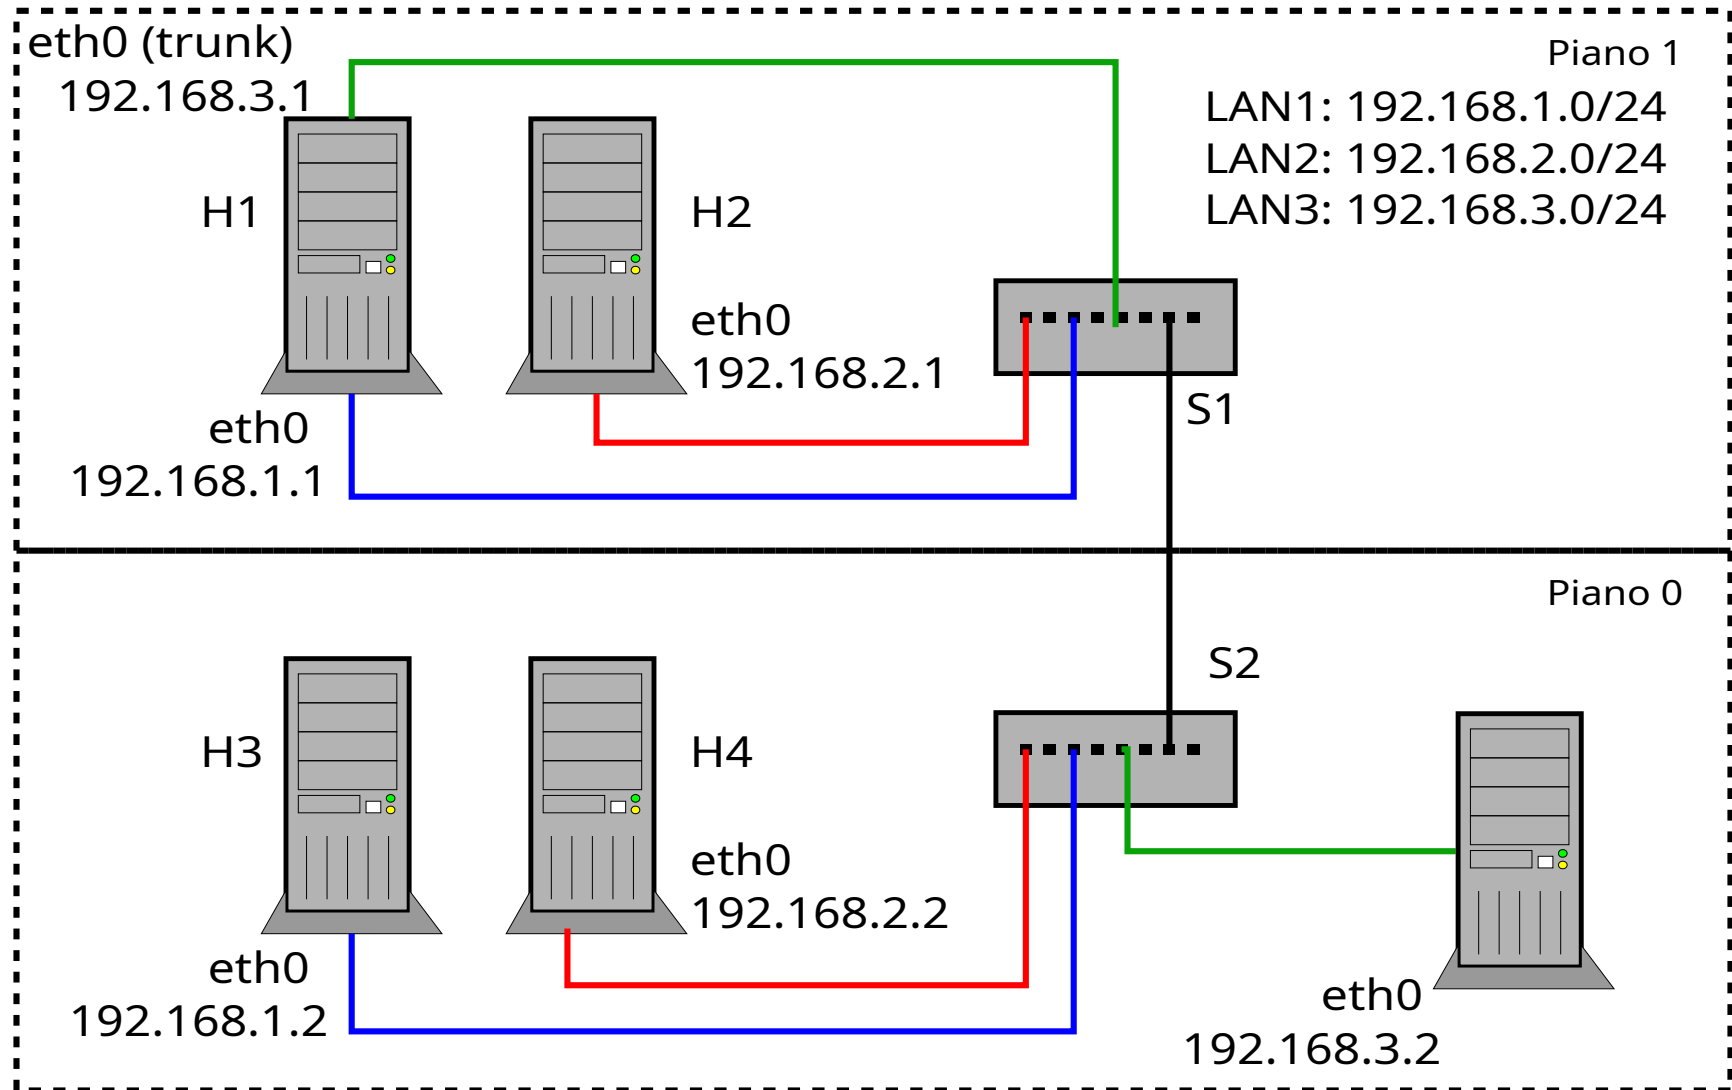 eth0 (trunk)
192.168.3.1
Piano 1
LAN1: 192.168.1.0/24
LAN2: 192.168.2.0/24
LAN3: 192.168.3.0/24
H1
H2
eth0
192.168.2.1
S1
eth0
192.168.1.1
Piano 0
S2
H3
H4
eth0
192.168.2.2
eth0
192.168.1.2
eth0
192.168.3.2